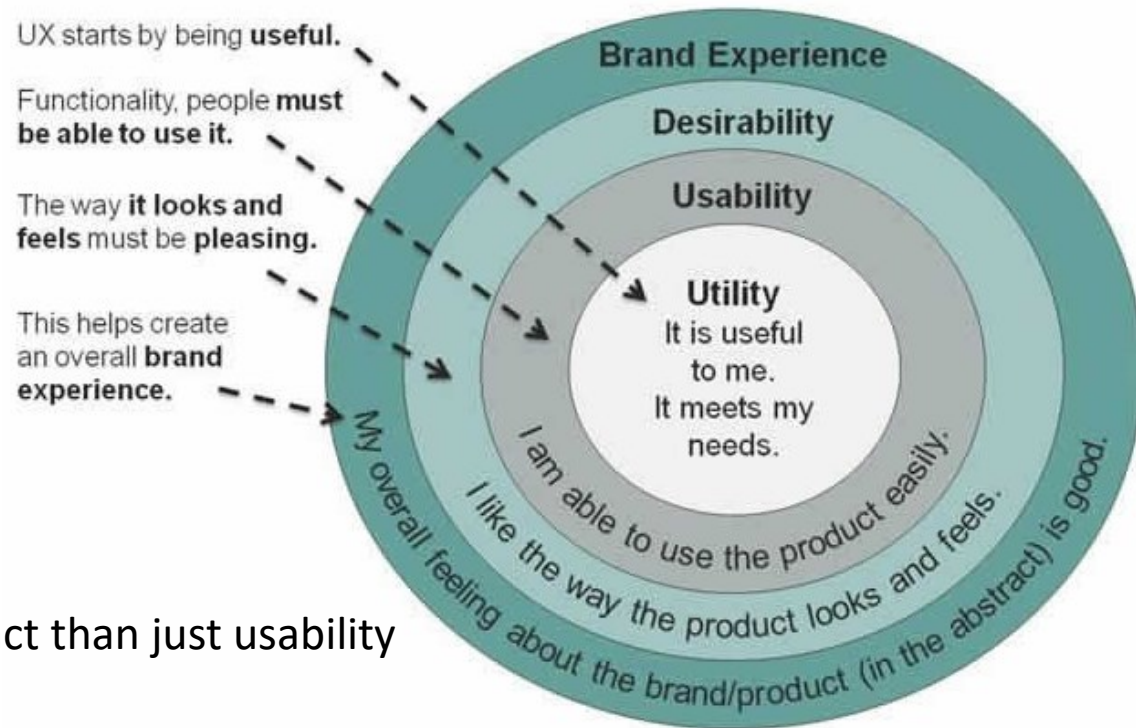 UX starts by being useful.
Functionality, people must
be able to use it.
The way it looks and
feels must be pleasing.
This helps create
an overall brand
experience.
Brand Experience
Desirability
Usability
Utility
It is useful
to me.
It meets my
needs.
I am able to use the product easily.
I like the way the product looks and feels.
My overall feeling about the brand/product (in the abstract) is good.
ct than just usability